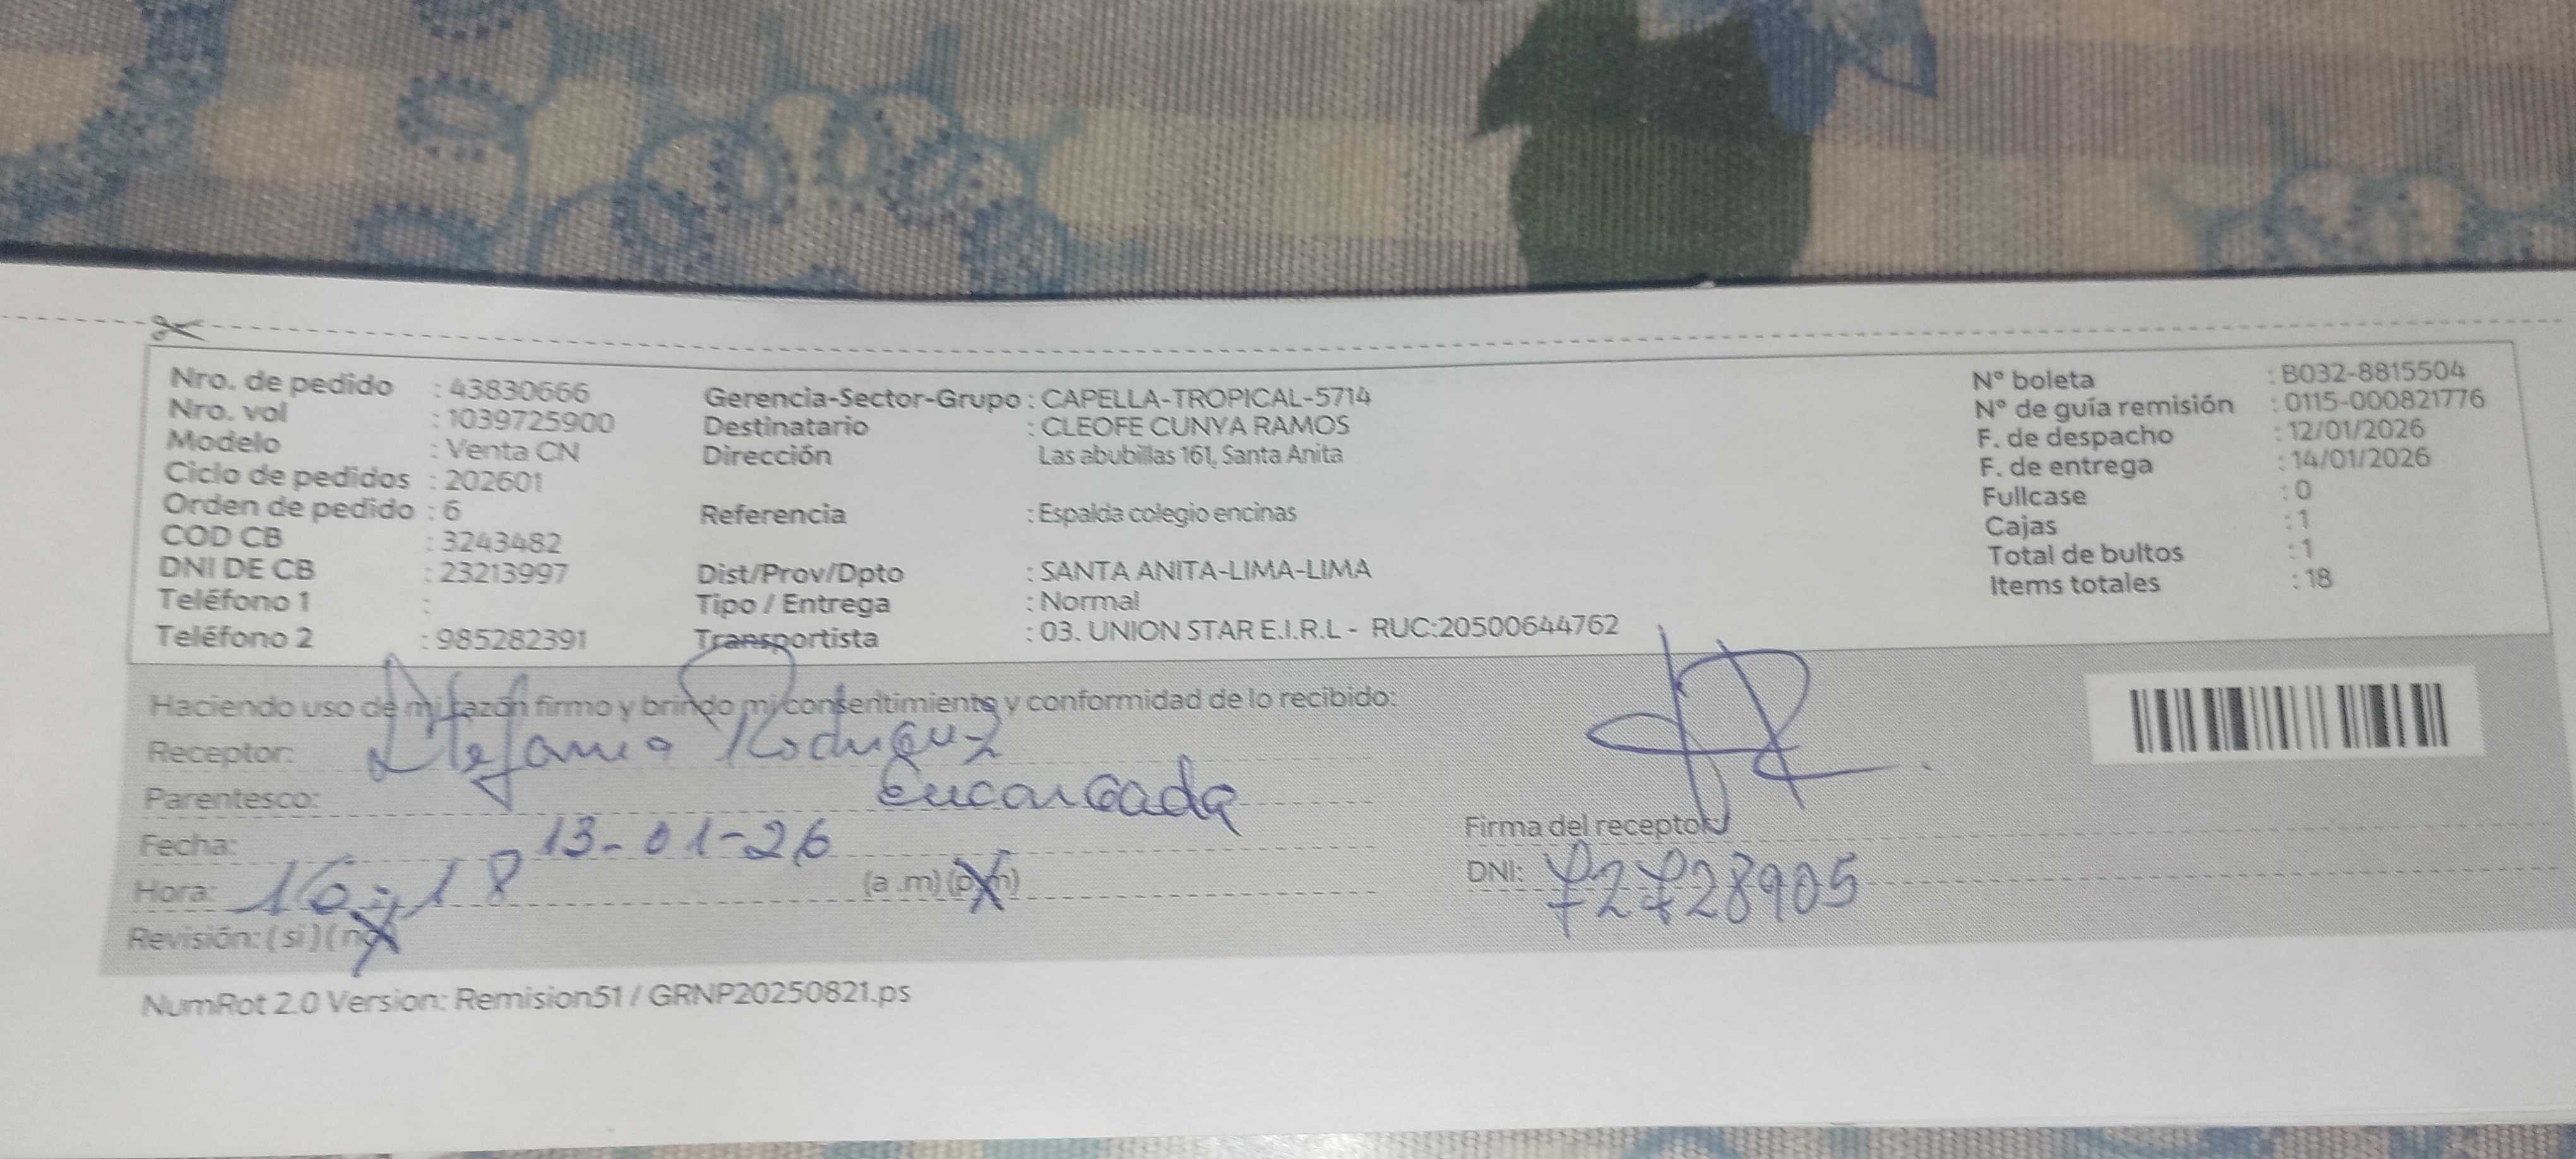 Nro. de pedido : 43830666
Nro. vol : 1039725900
Modelo : Venta CN
Ciclo de pedidos : 202601
Orden de pedido : 6
COD CB : 3243482
DNI DE CB : 23213997
Teléfono 1 :
Teléfono 2 : 985282391
Gerencia-Sector-Grupo : CAPELLA-TROPICAL-5714
Destinatario : CLEOFE CUNYA RAMOS
Dirección Las abubillas 161, Santa Anita
Referencia : Espalda colegio encinas
Dist/Prov/Dpto : SANTA ANITA-LIMA-LIMA
Tipo / Entrega : Normal
Transportista : 03. UNION STAR E.I.R.L - RUC:20500644762
N° boleta : B032-8815504
N° de guía remisión : 0115-000821776
F. de despacho : 12/01/2026
F. de entrega : 14/01/2026
Fullcase : 0
Cajas : 1
Total de bultos : 1
Items totales : 18
Haciendo uso de mi razón firmo y brindo mi consentimiento y conformidad de lo recibido:
Receptor: Rodriguez
Parentesco: Encargada
Fecha: 13-01-26
Hora: 16:18 (a .m) (p.m)
Revisión: ( si ) ( no )
Firma del receptor:
DNI: 72728905
NumRot 2.0 Version: Remision51 / GRNP20250821.ps